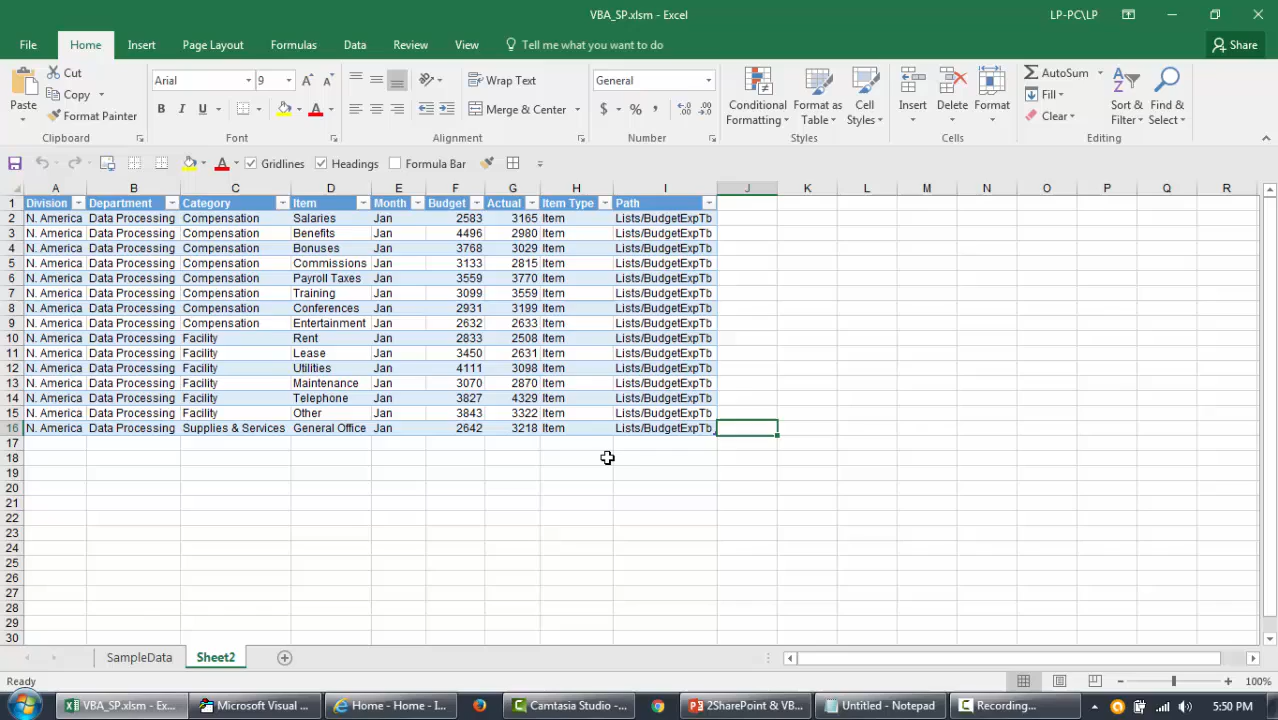 VBA_SP.xlsm - Excel
LP-PC\LP
File Home Insert Page Layout Formulas Data Review View Tell me what you want to do Share
Cut
Copy
Format Painter
Paste
Clipboard
Arial 9
B I U
Font
Wrap Text
Merge & Center
Alignment
General
$ % ,
Number
Conditional Formatting
Format as Table
Cell Styles
Styles
Insert Delete Format
Cells
AutoSum
Fill
Clear
Sort & Filter
Find & Select
Editing
Gridlines Headings Formula Bar
A B C D E F G H I J K L M N O P Q R
1 Division Department Category Item Month Budget Actual Item Type Path
2 N. America Data Processing Compensation Salaries Jan 2583 3165 Item Lists/BudgetExpTb
3 N. America Data Processing Compensation Benefits Jan 4496 2980 Item Lists/BudgetExpTb
4 N. America Data Processing Compensation Bonuses Jan 3768 3029 Item Lists/BudgetExpTb
5 N. America Data Processing Compensation Commissions Jan 3133 2815 Item Lists/BudgetExpTb
6 N. America Data Processing Compensation Payroll Taxes Jan 3559 3770 Item Lists/BudgetExpTb
7 N. America Data Processing Compensation Training Jan 3099 3559 Item Lists/BudgetExpTb
8 N. America Data Processing Compensation Conferences Jan 2931 3199 Item Lists/BudgetExpTb
9 N. America Data Processing Compensation Entertainment Jan 2632 2633 Item Lists/BudgetExpTb
10 N. America Data Processing Facility Rent Jan 2833 2508 Item Lists/BudgetExpTb
11 N. America Data Processing Facility Lease Jan 3450 2631 Item Lists/BudgetExpTb
12 N. America Data Processing Facility Utilities Jan 4111 3098 Item Lists/BudgetExpTb
13 N. America Data Processing Facility Maintenance Jan 3070 2870 Item Lists/BudgetExpTb
14 N. America Data Processing Facility Telephone Jan 3827 4329 Item Lists/BudgetExpTb
15 N. America Data Processing Facility Other Jan 3843 3322 Item Lists/BudgetExpTb
16 N. America Data Processing Supplies & Services General Office Jan 2642 3218 Item Lists/BudgetExpTb
17
18
19
20
21
22
23
24
25
26
27
28
29
30
SampleData Sheet2
Ready
100%
VBA_SP.xlsm - Exc...
Microsoft Visual ...
Home - Home - I...
Camtasia Studio -...
2SharePoint & VB...
Untitled - Notepad
Recording...
5:50 PM